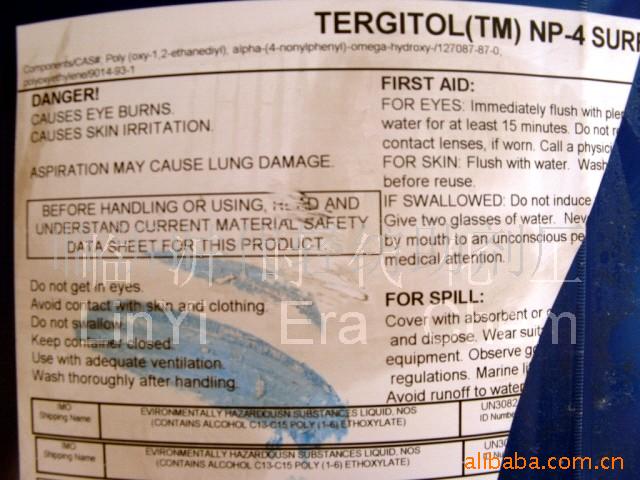 TERGITOL(TM) NP-4 SURF
Components/CAS#: Poly (oxy-1,2-ethanediyl), alpha-(4-nonylphenyl)-omega-hydroxy-/127087-87-0,
polyoxyethylene/9014-93-1
DANGER!
CAUSES EYE BURNS.
CAUSES SKIN IRRITATION.
ASPIRATION MAY CAUSE LUNG DAMAGE.
BEFORE HANDLING OR USING, AND
UNDERSTAND CURRENT MATERIAL SAFETY
DATA SHEET FOR THIS PRODUCT.
Do not get in eyes.
Avoid contact with skin and clothing.
Do not swallow.
Keep container closed.
Use with adequate ventilation.
Wash thoroughly after handling.
FIRST AID:
FOR EYES: Immediately flush with
water for at least 15 minutes. Do not
contact lenses, if worn. Call a
FOR SKIN: Flush with water. Wash
before reuse.
IF SWALLOWED: Do not induce
Give two glasses of water.
by mouth to an unconscious
medical attention.
FOR SPILL:
Cover with absorbent or
and dispose. Wear
equipment. Observe
regulations. Marine
Avoid runoff to water
IMO
Shipping Name
EVIRONMENTALLY HAZARDOUSN SUBSTANCES LIQUID, NOS
(CONTAINS ALCOHOL C13-C15 POLY (1-6) ETHOXYLATE)
UN3082
ID Number
IMO
Shipping Name
EVIRONMENTALLY HAZARDOUSN SUBSTANCES LIQUID, NOS
(CONTAINS ALCOHOL C13-C15 POLY (1-6) ETHOXYLATE)
EnYi Era Com
alibaba.com.cn